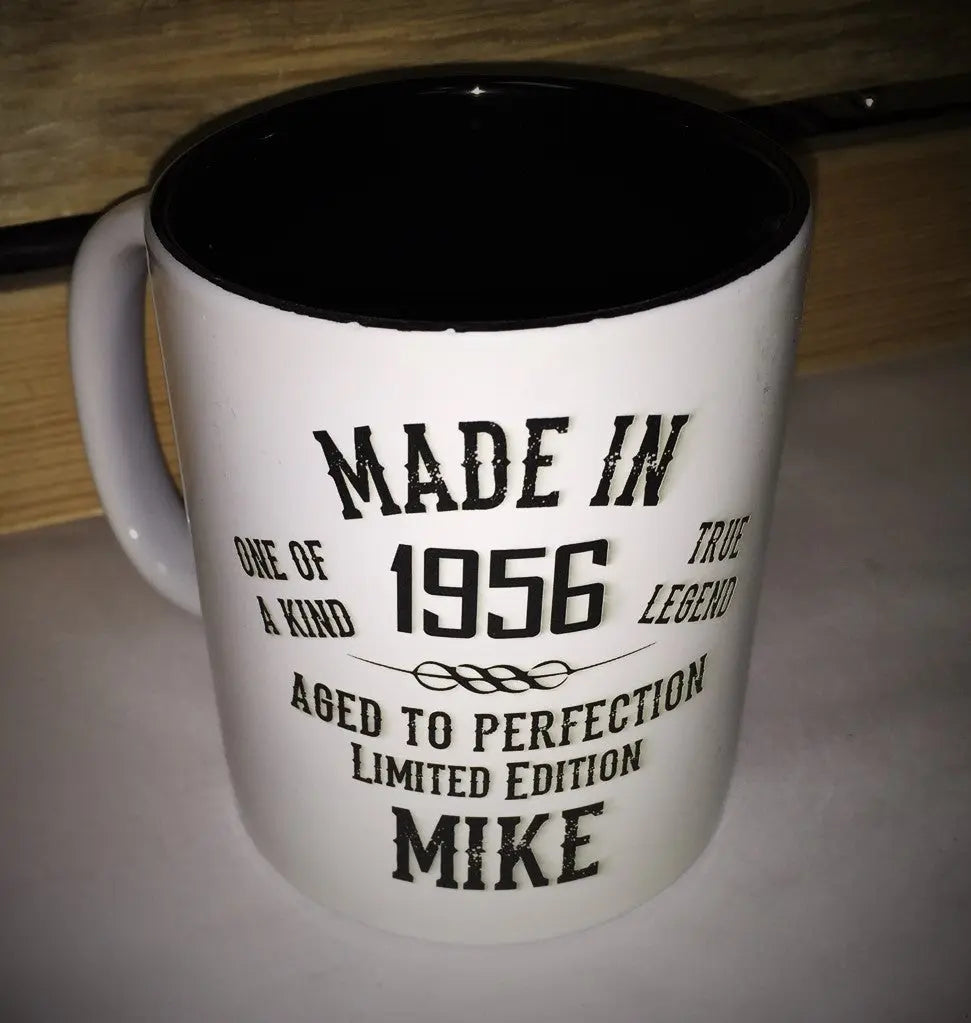 MADE IN
ONE OF
A KIND
1956
TRUE
LEGEND
AGED TO PERFECTION
LIMITED EDITION
MIKE